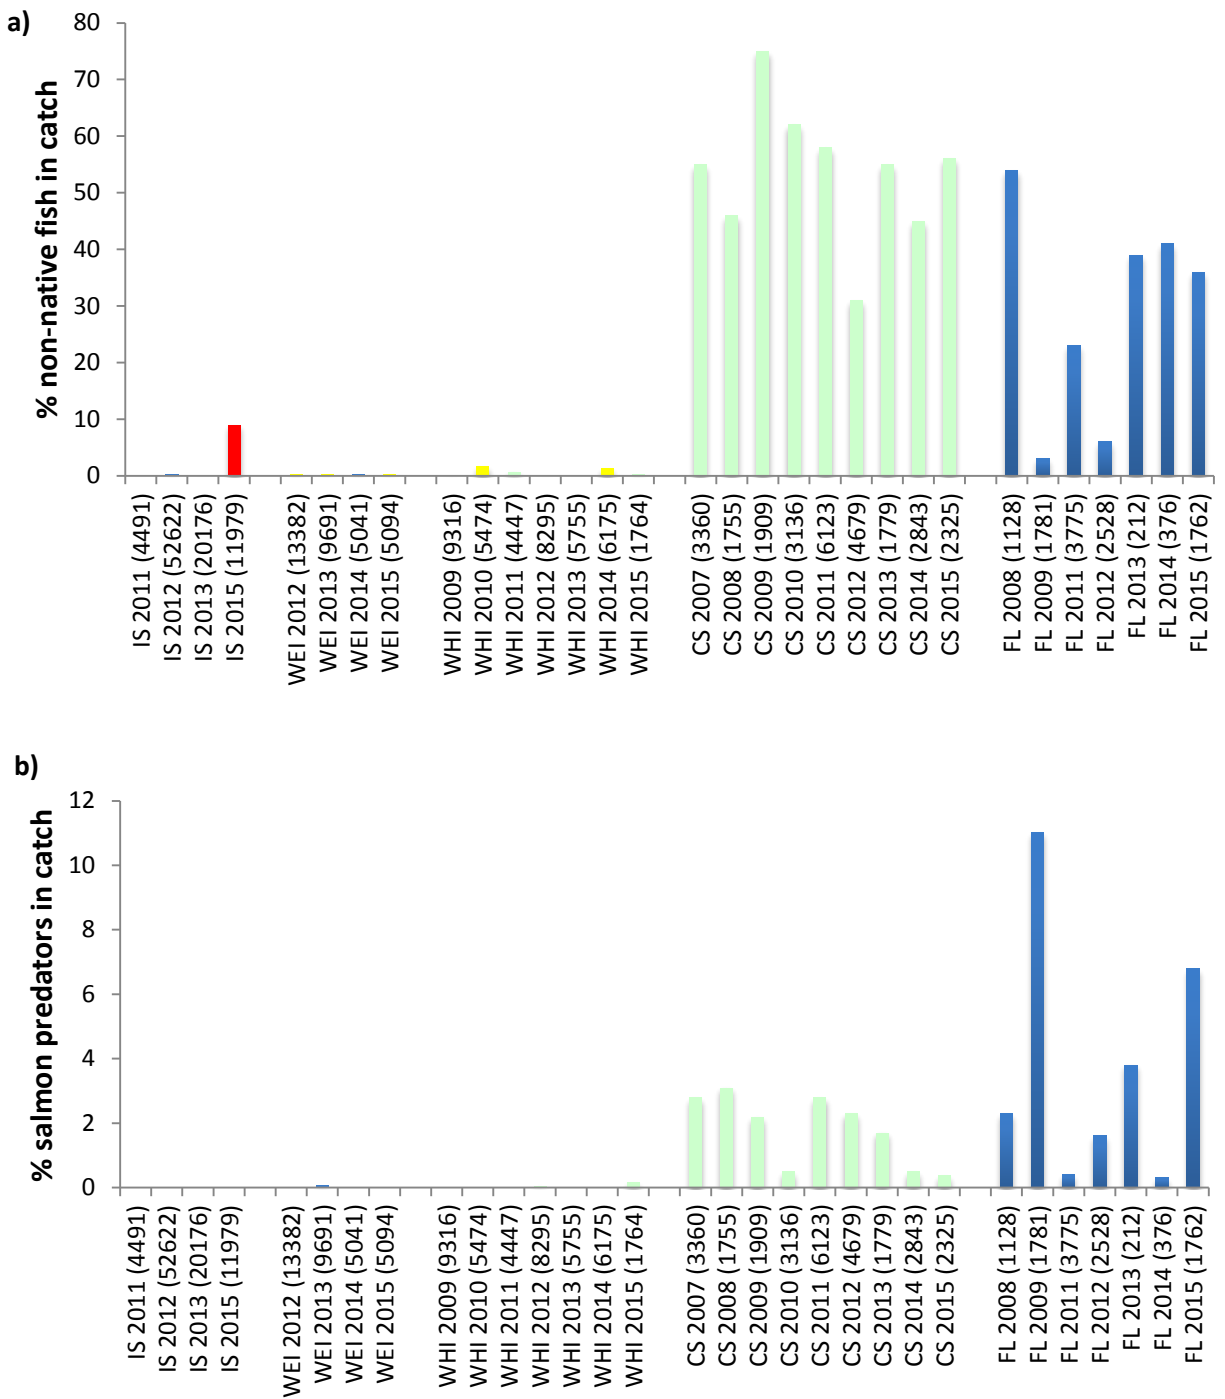 a)
% non-native fish in catch
80
70
60
50
40
30
20
10
0
IS 2011 (4491)
IS 2012 (52622)
IS 2013 (20176)
IS 2015 (11979)
WEI 2012 (13382)
WEI 2013 (9691)
WEI 2014 (5041)
WEI 2015 (5094)
WHI 2009 (9316)
WHI 2010 (5474)
WHI 2011 (4447)
WHI 2012 (8295)
WHI 2013 (5755)
WHI 2014 (6175)
WHI 2015 (1764)
CS 2007 (3360)
CS 2008 (1755)
CS 2009 (1909)
CS 2010 (3136)
CS 2011 (6123)
CS 2012 (4679)
CS 2013 (1779)
CS 2014 (2843)
CS 2015 (2325)
FL 2008 (1128)
FL 2009 (1781)
FL 2011 (3775)
FL 2012 (2528)
FL 2013 (212)
FL 2014 (376)
FL 2015 (1762)
b)
% salmon predators in catch
12
10
8
6
4
2
0
IS 2011 (4491)
IS 2012 (52622)
IS 2013 (20176)
IS 2015 (11979)
WEI 2012 (13382)
WEI 2013 (9691)
WEI 2014 (5041)
WEI 2015 (5094)
WHI 2009 (9316)
WHI 2010 (5474)
WHI 2011 (4447)
WHI 2012 (8295)
WHI 2013 (5755)
WHI 2014 (6175)
WHI 2015 (1764)
CS 2007 (3360)
CS 2008 (1755)
CS 2009 (1909)
CS 2010 (3136)
CS 2011 (6123)
CS 2012 (4679)
CS 2013 (1779)
CS 2014 (2843)
CS 2015 (2325)
FL 2008 (1128)
FL 2009 (1781)
FL 2011 (3775)
FL 2012 (2528)
FL 2013 (212)
FL 2014 (376)
FL 2015 (1762)